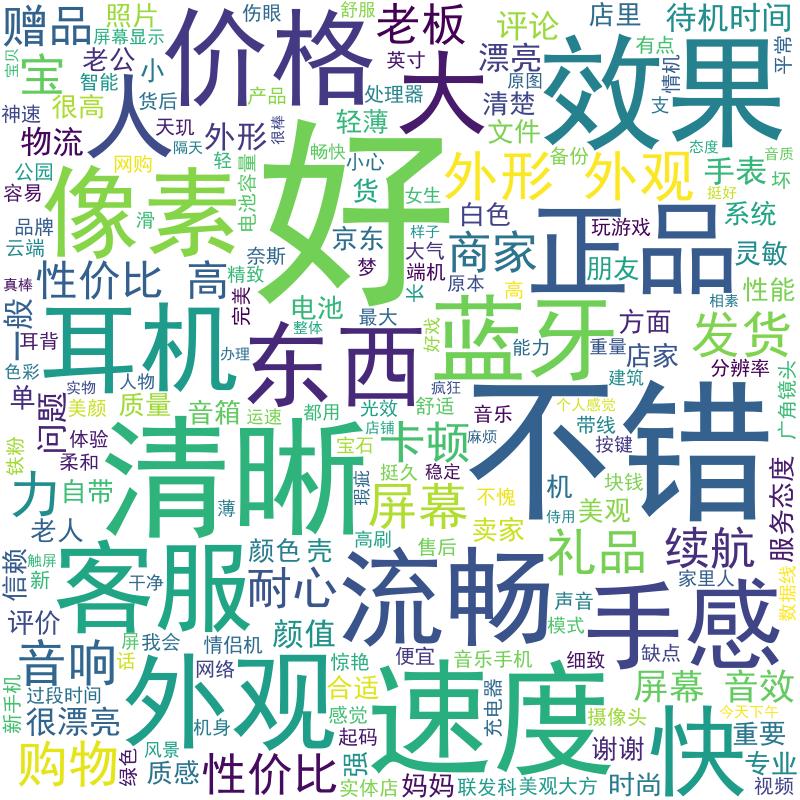 赠品
照片
伤眼
舒服
老板
评论
店里
待机时间
屏幕显示
价格
英寸
漂亮
有点
平常
宝贝
宝
老公
小
人
大
原图
效果
情机
智能
神速
很高
货后
产品
很棒
处理器
清楚
支
物流
天玑
外形
轻薄
文件
态度
音质
公园
网购
隔天
轻
畅快
小心
好
备份
手表
坏
容易
像素
电池容量
货
女生
外形 外观
挺好
品牌
滑
白色
玩游戏
系统
云端
奈斯
京东
样子
大气
商家
正品
朋友
灵敏
真棒
性价比
高
精致
梦
端机
原本
长
高
相素
性能
一般
耳机
完美
电池
整体
最大
蓝牙
好戏
方面
发货
耳背
色彩
办理
东西
能力
重量
店家
分辨率
单
实物
人物
疯狂
建筑
广角镜头
问题
美颜
质量
音箱
运速
都用
光效
舒适
音乐
个人感觉
不错
铁粉
体验
柔和
清晰
店铺
宝石
卡顿
麻烦
带线
按键
力
自带
薄
瑕疵
挺久
稳定
屏幕
不愧
机
块钱
服务态度
老人
卖家
侍用
美观
信赖
新
触屏
客服
干净
颜色 壳
高刷
售后
礼品
续航
耐心
流畅
家里人
数据线
评价
屏
我会
情侣机
颜值
声音
模式
手感
话
音响
网络
惊艳
便宜
音乐手机
细致
缺点
新手机
过段时间
外观
合适
速度
屏幕 音效
很漂亮
机身
感觉
充电器
摄像头
今天下午
购物
绿色
风景
起码
谢谢
快
重要
质感
性价比
强
实体店
妈妈
联发科
美观大方
时尚
专业
视频